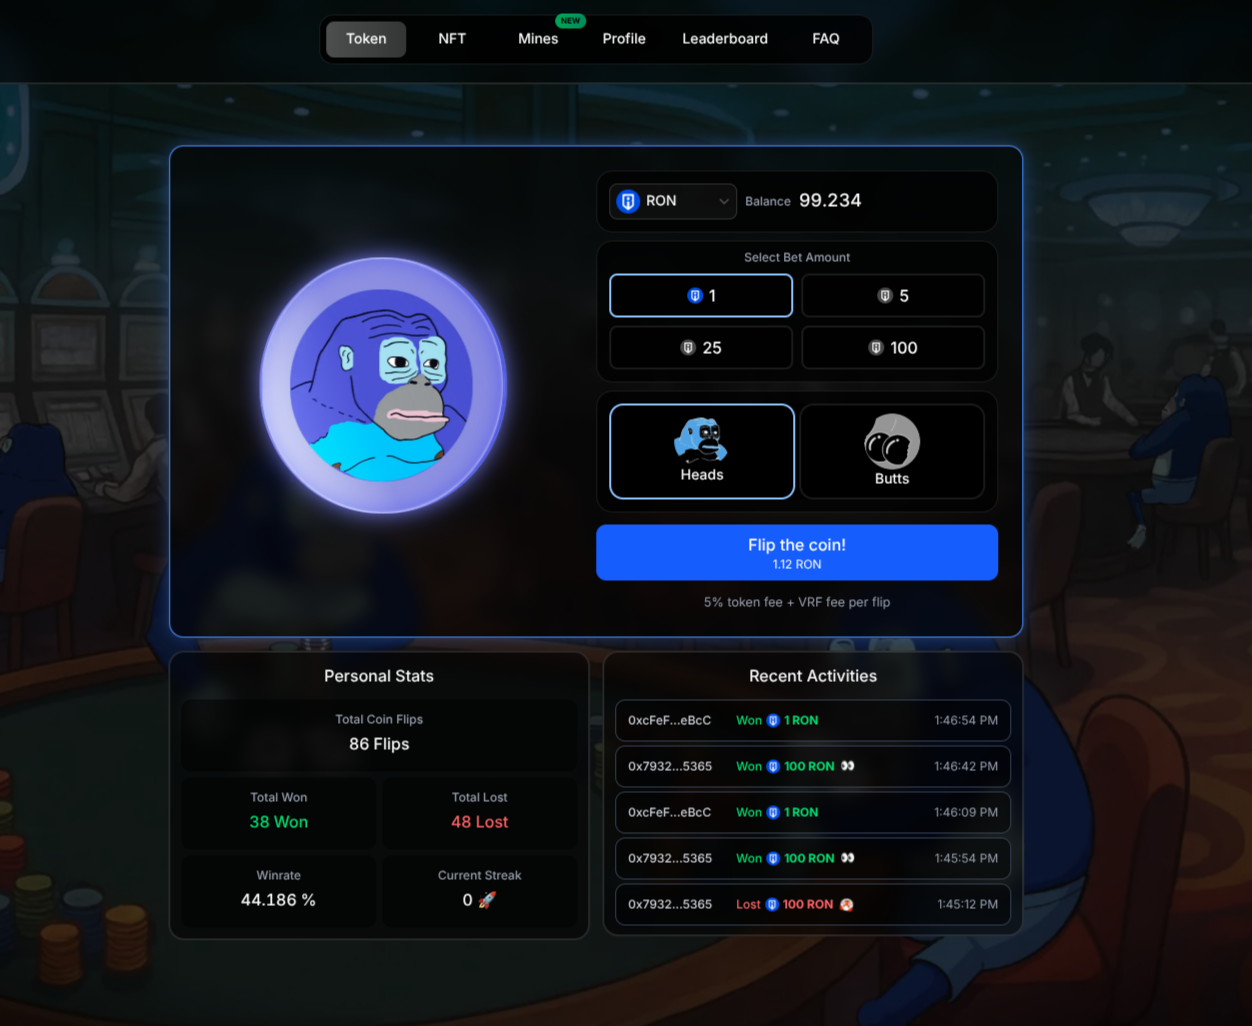 NEW
Token NFT Mines Profile Leaderboard FAQ
RON Balance 99.234
Select Bet Amount
1 5
25 100
Heads Butts
Flip the coin!
1.12 RON
5% token fee + VRF fee per flip
Personal Stats
Total Coin Flips
86 Flips
Total Won Total Lost
38 Won 48 Lost
Winrate Current Streak
44.186 % 0 🚀
Recent Activities
0xcFeF...eBcC Won 1 RON 1:46:54 PM
0x7932...5365 Won 100 RON 👀 1:46:42 PM
0xcFeF...eBcC Won 1 RON 1:46:09 PM
0x7932...5365 Won 100 RON 👀 1:45:54 PM
0x7932...5365 Lost 100 RON 1:45:12 PM